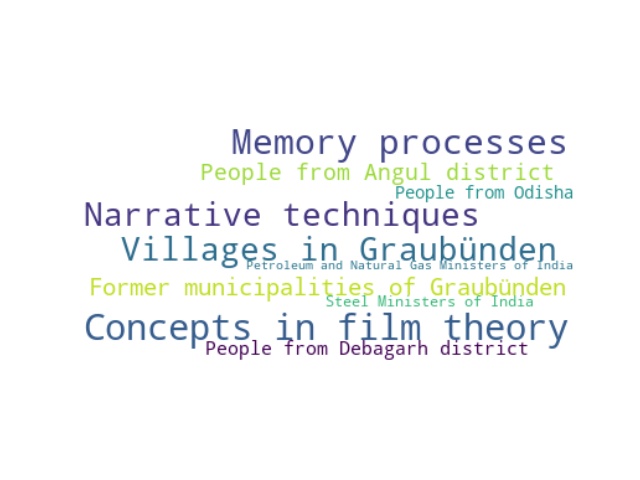 Memory processes
People from Angul district
People from Odisha
Narrative techniques
Villages in Graubünden
Petroleum and Natural Gas Ministers of India
Former municipalities of Graubünden
Steel Ministers of India
Concepts in film theory
People from Debagarh district